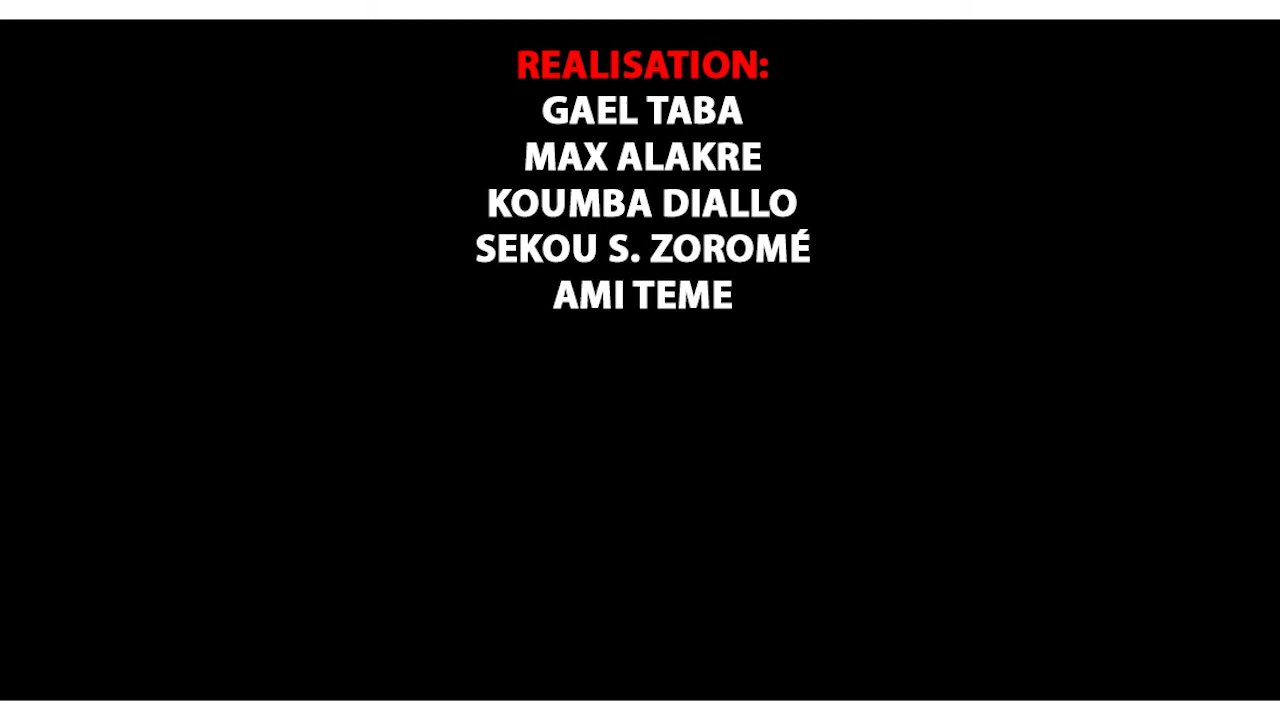 REALISATION:
GAEL TABA
MAX ALAKRE
KOUMBA DIALLO
SEKOU S. ZOROMÉ
AMI TEME